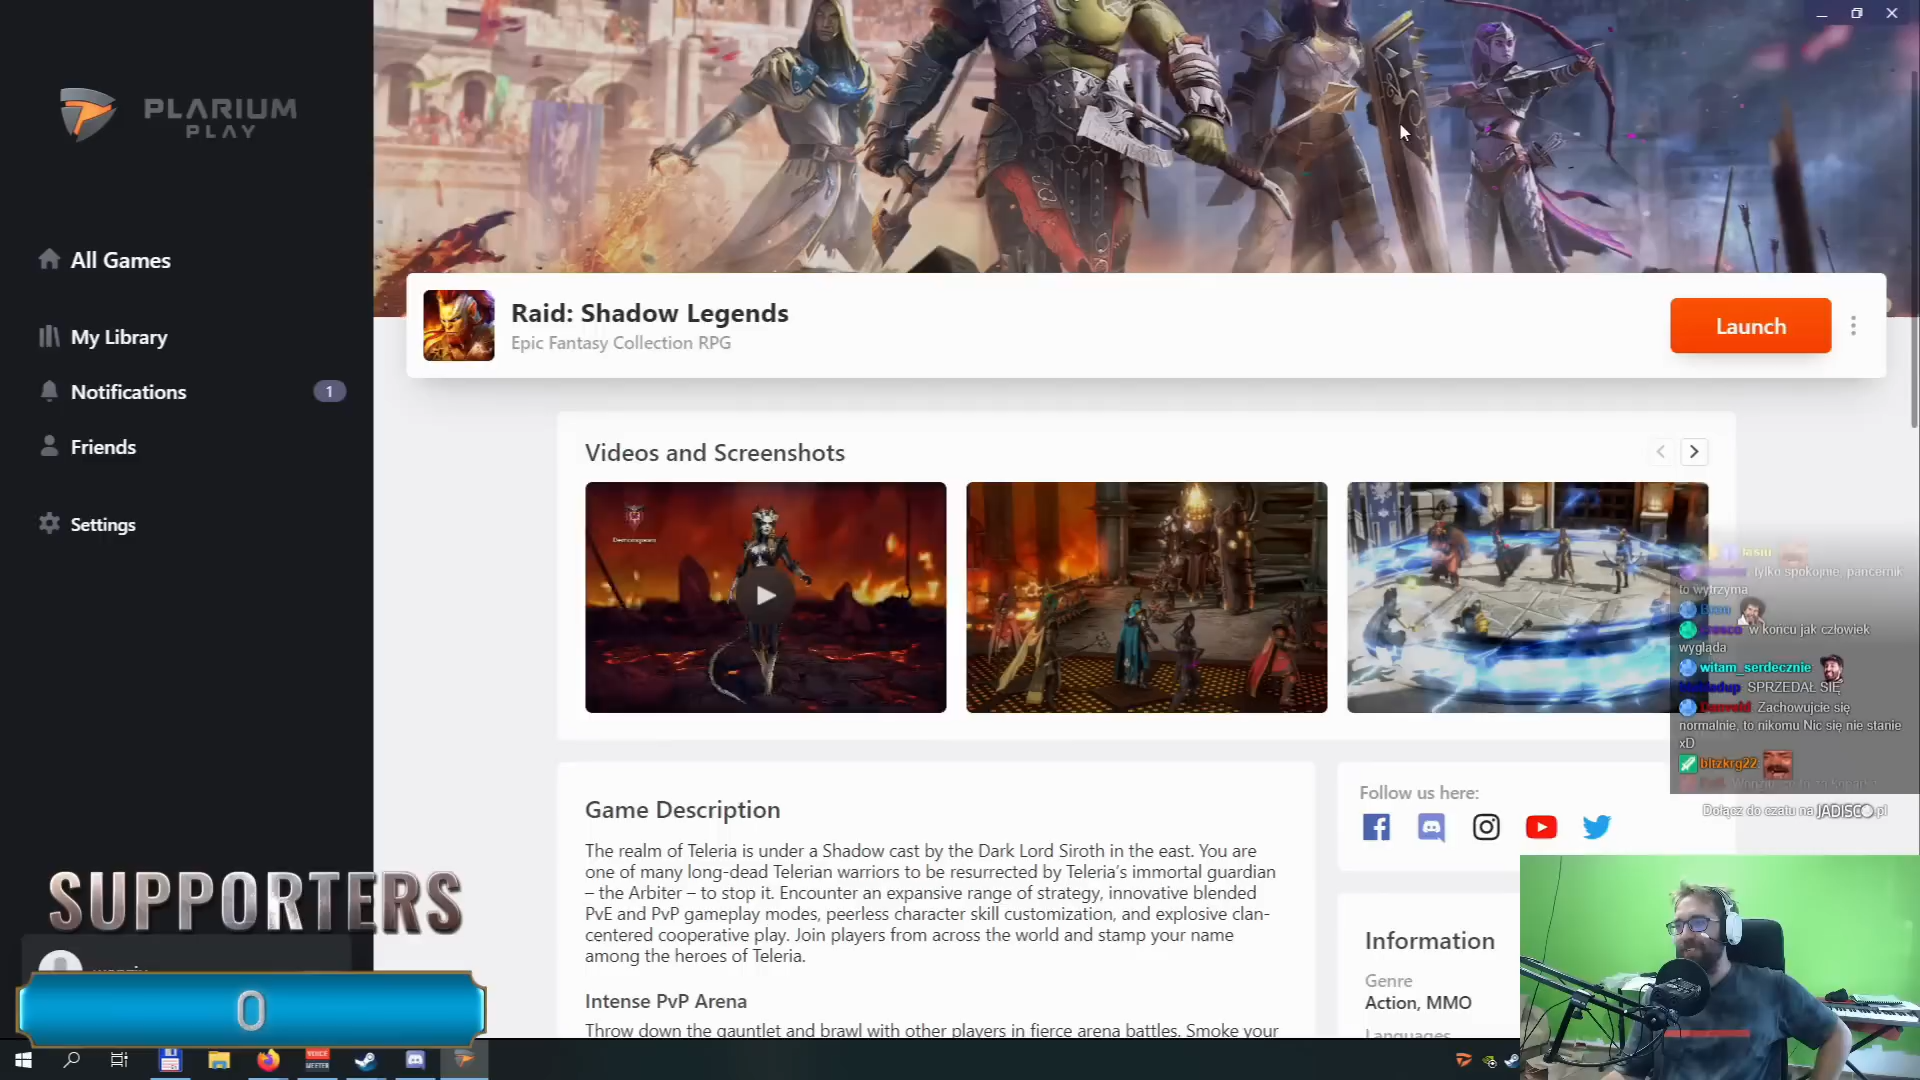 PLARIUM
PLAY
All Games
My Library
Notifications
1
Friends
Settings
Raid: Shadow Legends
Epic Fantasy Collection RPG
Launch
Videos and Screenshots
tylko spokojnie, pancernik
to wytrzyma
w końcu jak człowiek
wygląda
witam_serdecznie
SPRZEDAŁ SIĘ
Zachowujcie się
normalnie, to nikomu Nic się nie stanie
xD
bltzkrg22
Dołącz do czatu na JADISCO.pl
Game Description
The realm of Teleria is under a Shadow cast by the Dark Lord Siroth in the east. You are
one of many long-dead Telerian warriors to be resurrected by Teleria's immortal guardian
– the Arbiter – to stop it. Encounter an expansive range of strategy, innovative blended
PvE and PvP gameplay modes, peerless character skill customization, and explosive clan-
centered cooperative play. Join players from across the world and stamp your name
among the heroes of Teleria.
Intense PvP Arena
Throw down the gauntlet and brawl with other players in fierce arena battles. Smoke your
Follow us here:
Information
Genre
Action, MMO
Languages
SUPPORTERS
0
VOICE
MEETER